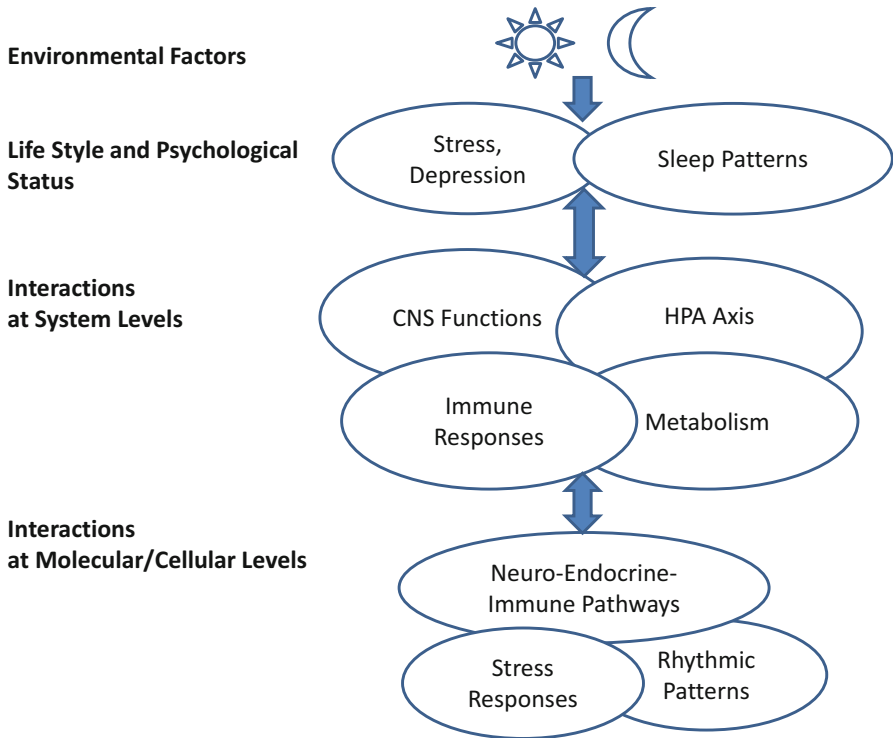 Environmental Factors
Life Style and Psychological
Status
Stress,
Depression
Sleep Patterns
Interactions
at System Levels
CNS Functions
HPA Axis
Immune
Responses
Metabolism
Interactions
at Molecular/Cellular Levels
Neuro-Endocrine-
Immune Pathways
Stress
Responses
Rhythmic
Patterns